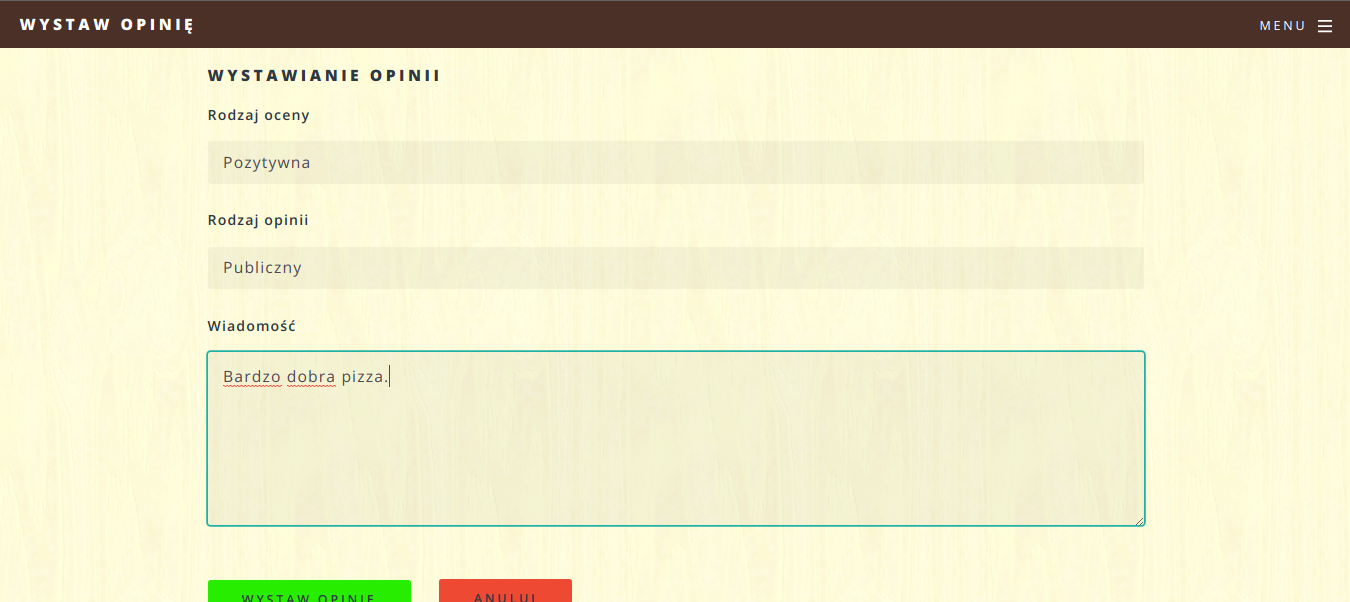 WYSTAW OPINIĘ
MENU
WYSTAWIANIE OPINII
Rodzaj oceny
Pozytywna
Rodzaj opinii
Publiczny
Wiadomość
Bardzo dobra pizza.
WYSTAW OPINIĘ
ANULUJ